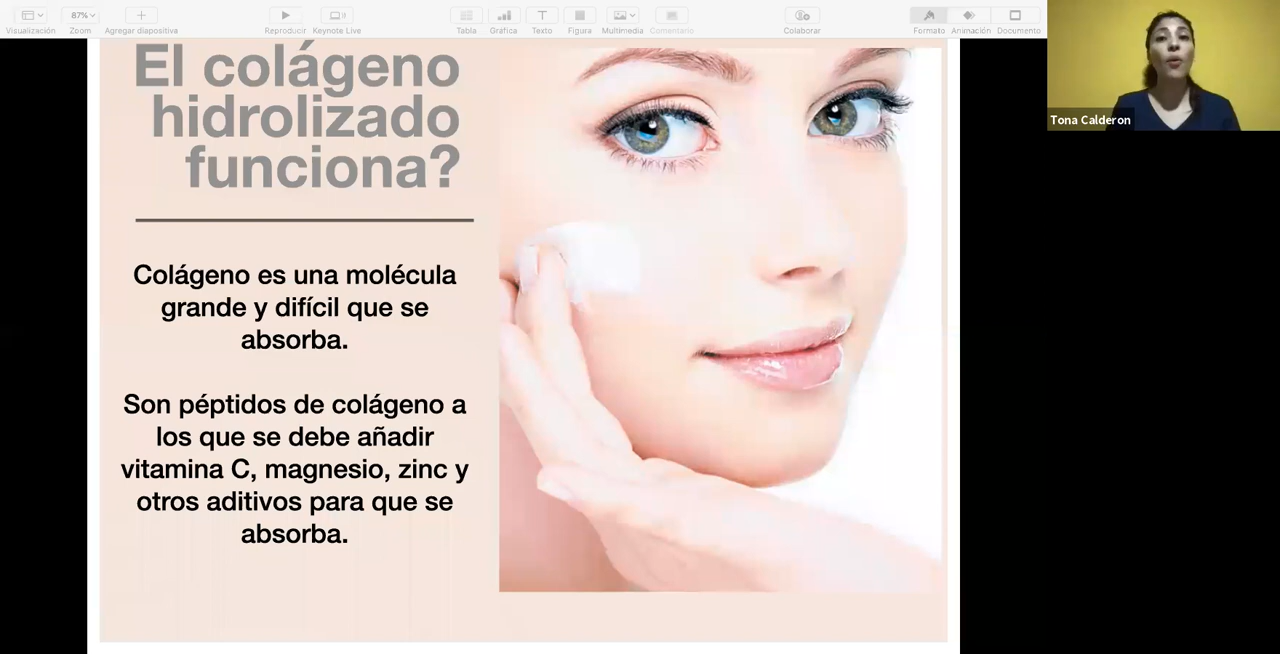 87%
Visualización
Zoom
Agregar diapositiva
Reproducir
Keynote Live
Tabla
Gráfica
Texto
Figura
Multimedia
Comentario
Colaborar
Formato
Animación
Documento
El colágeno
hidrolizado
funciona?
Colágeno es una molécula
grande y difícil que se
absorba.
Son péptidos de colágeno a
los que se debe añadir
vitamina C, magnesio, zinc y
otros aditivos para que se
absorba.
Tona Calderon